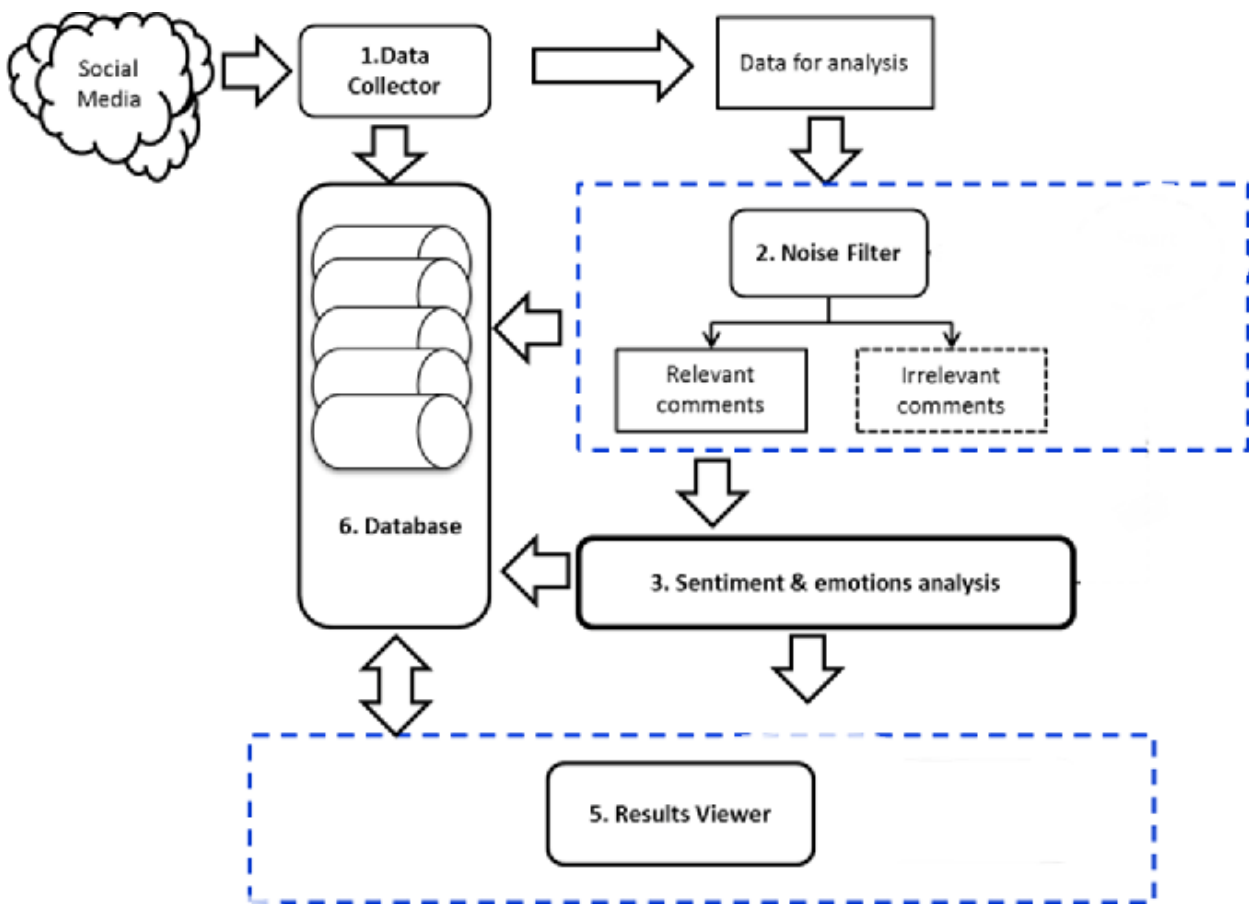 Social
Media
1.Data
Collector
Data for analysis
2. Noise Filter
Relevant
comments
Irrelevant
comments
6. Database
3. Sentiment & emotions analysis
5. Results Viewer